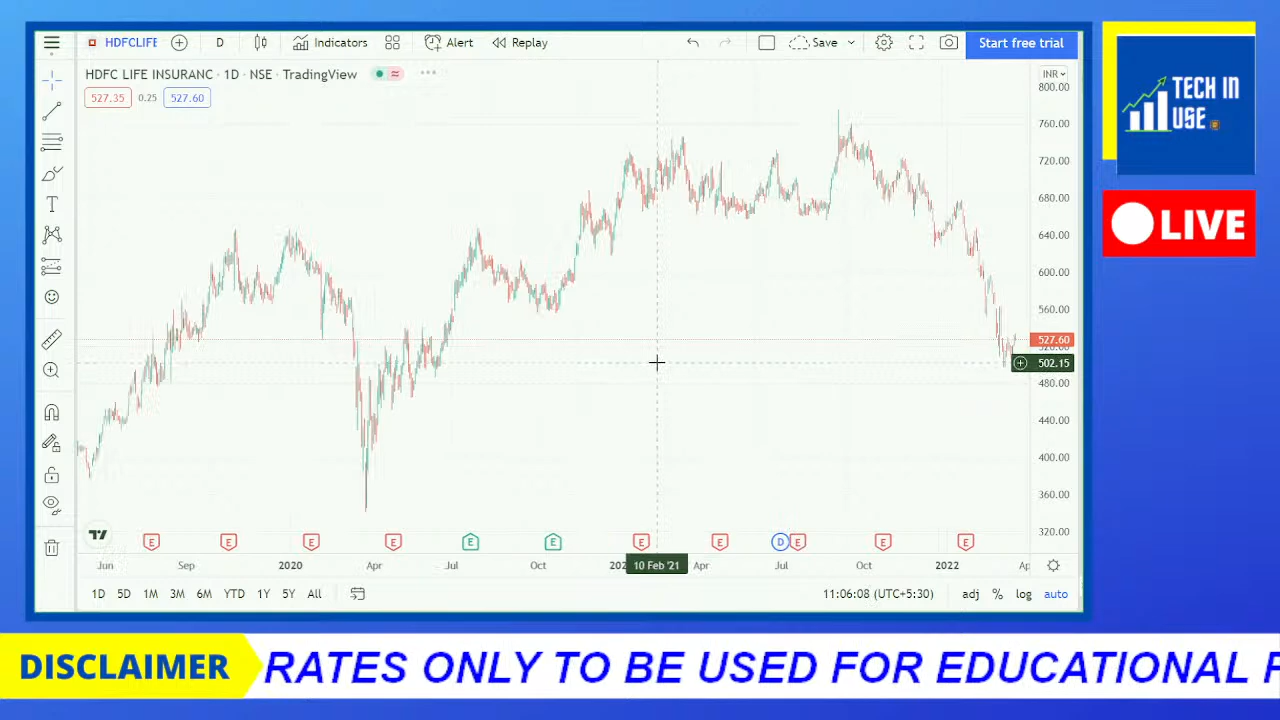 HDFCLIFE
D
Indicators
Alert
Replay
Save
Start free trial
HDFC LIFE INSURANC · 1D · NSE · TradingView
527.35 0.25 527.60
INR
800.00
760.00
720.00
680.00
640.00
600.00
560.00
527.60
520.00
502.15
480.00
440.00
400.00
360.00
320.00
T
E E E E E E E E D E E E
Jun Sep 2020 Apr Jul Oct 10 Feb '21 Apr Jul Oct 2022
1D 5D 1M 3M 6M YTD 1Y 5Y All
11:06:08 (UTC+5:30) adj % log auto
TECH IN
USE
LIVE
DISCLAIMER
RATES ONLY TO BE USED FOR EDUCATIONAL